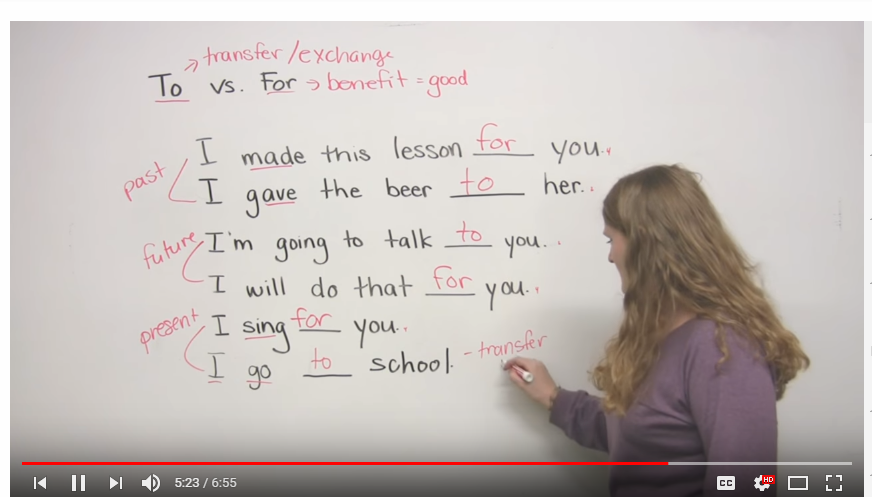 → transfer/exchange
To vs. For → benefit = good
past
I made this lesson for you.
I gave the beer to her.
future
I'm going to talk to you.
I will do that for you.
present
I sing for you.
I go to school. - transfer
5:23 / 6:55
CC
HD